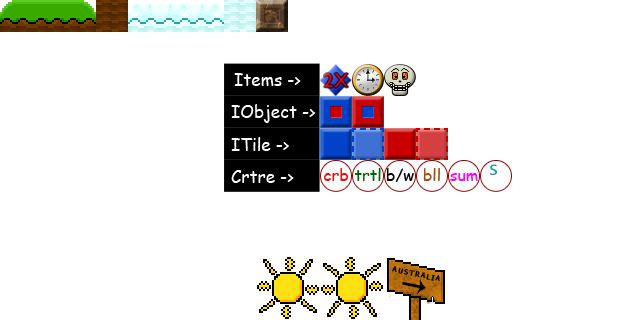 Items -> 2X
IObject ->
ITile ->
Crtre -> crb trtl b/w bll sum S
AUSTRALIA